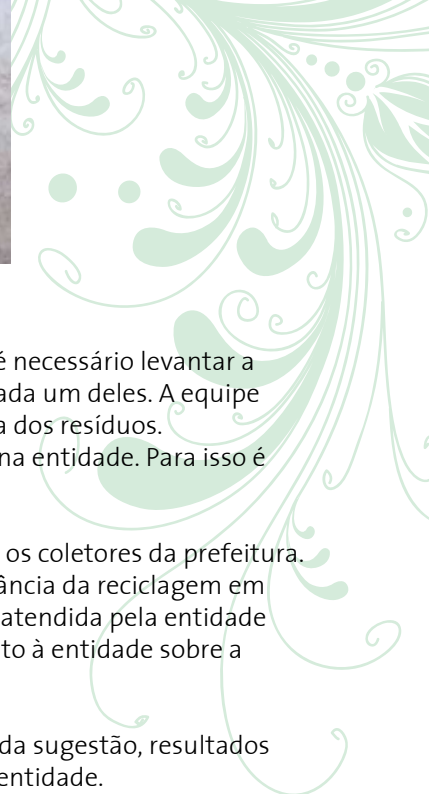 é necessário levantar a
ada um deles. A equipe
a dos resíduos.
na entidade. Para isso é
os coletores da prefeitura.
ância da reciclagem em
atendida pela entidade
to à entidade sobre a
da sugestão, resultados
entidade.